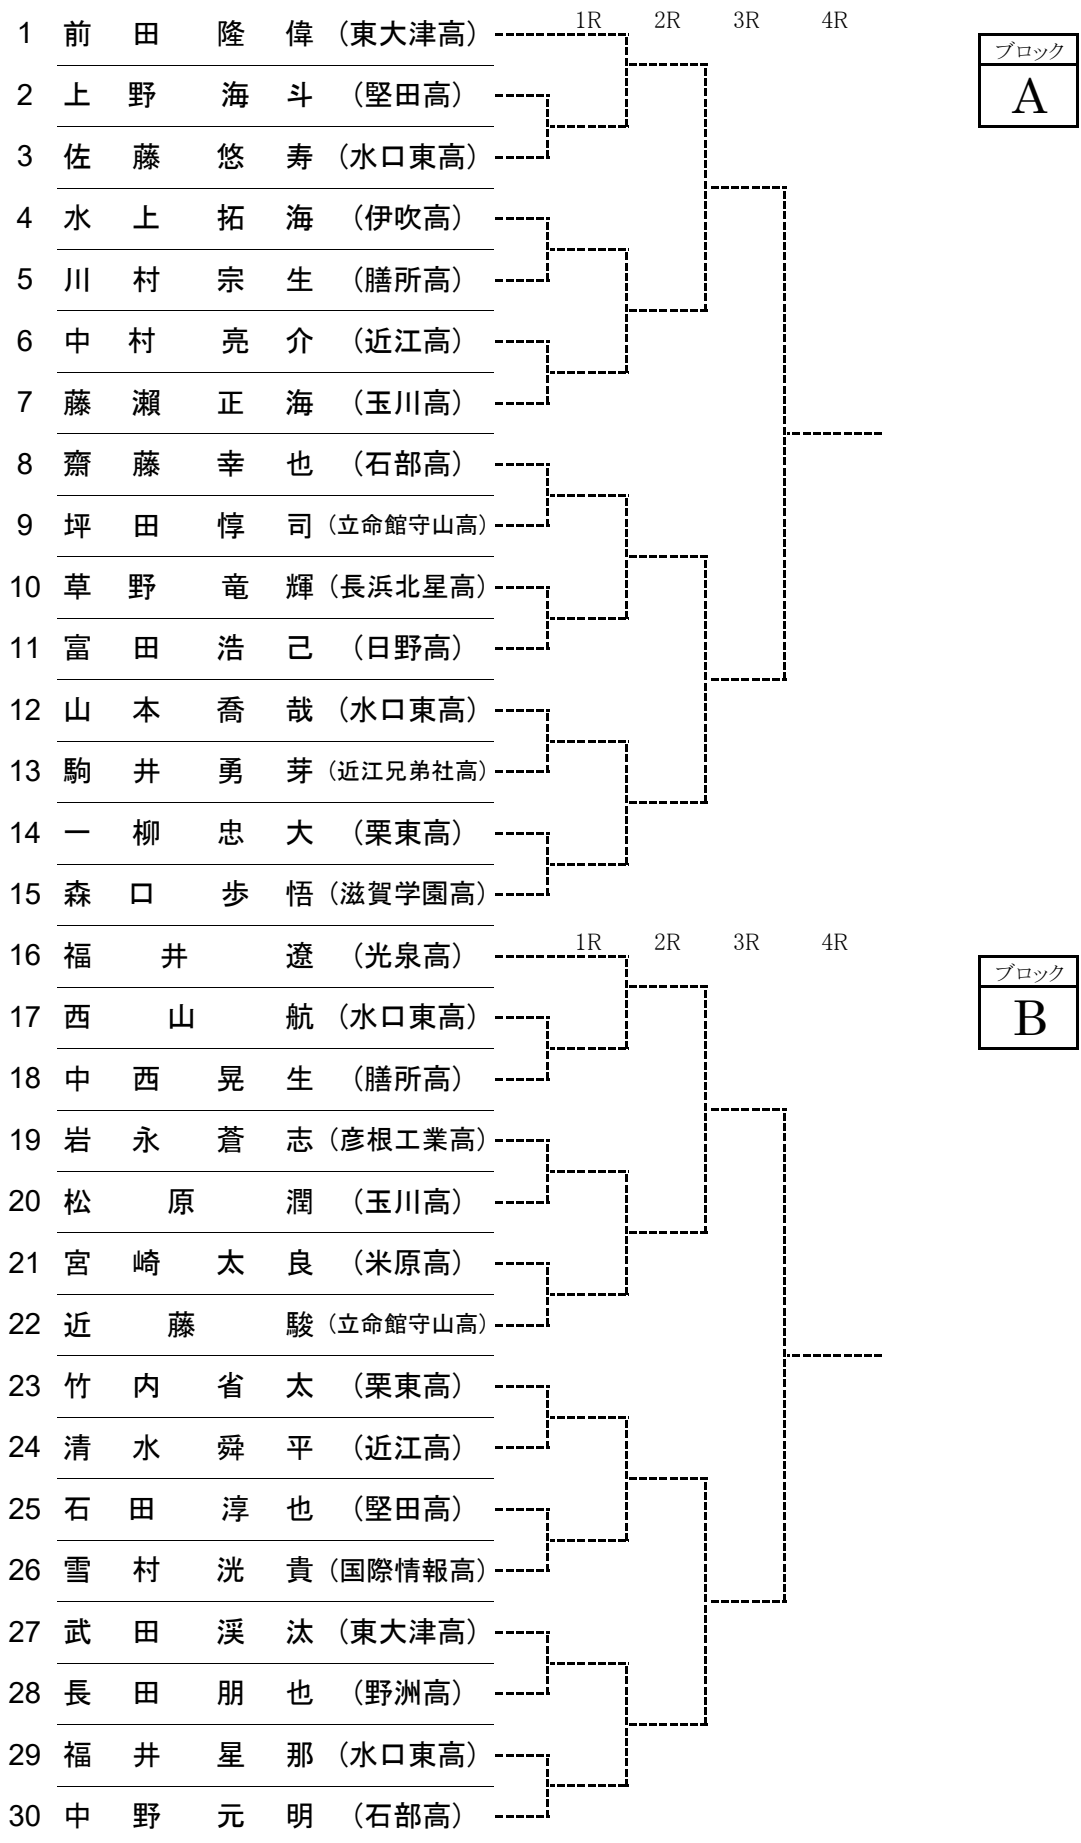 1R 2R 3R 4R
1 前田隆偉 （東大津高）
ブロック
A
2 上野海斗 （堅田高）
3 佐藤悠寿 （水口東高）
4 水上拓海 （伊吹高）
5 川村宗生 （膳所高）
6 中村亮介 （近江高）
7 藤瀬正海 （玉川高）
8 齋藤幸也 （石部高）
9 坪田惇司 （立命館守山高）
10 草野竜輝 （長浜北星高）
11 富田浩己 （日野高）
12 山本喬哉 （水口東高）
13 駒井勇芽 （近江兄弟社高）
14 一柳忠大 （栗東高）
15 森口歩悟 （滋賀学園高）
1R 2R 3R 4R
16 福井遼 （光泉高）
ブロック
B
17 西山航 （水口東高）
18 中西晃生 （膳所高）
19 岩永蒼志 （彦根工業高）
20 松原潤 （玉川高）
21 宮崎太良 （米原高）
22 近藤駿 （立命館守山高）
23 竹内省太 （栗東高）
24 清水舜平 （近江高）
25 石田淳也 （堅田高）
26 雪村洸貴 （国際情報高）
27 武田渓汰 （東大津高）
28 長田朋也 （野洲高）
29 福井星那 （水口東高）
30 中野元明 （石部高）